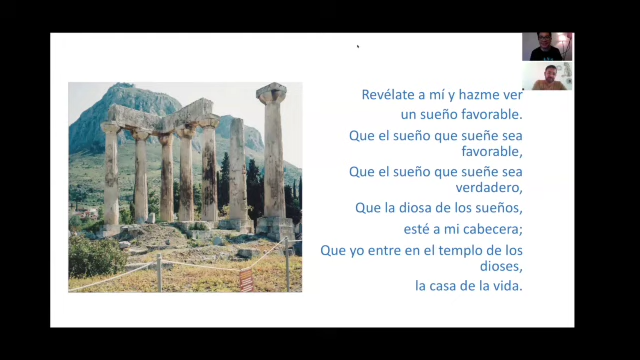 Revélate a mí y hazme ver
un sueño favorable.
Que el sueño que sueñe sea
favorable,
Que el sueño que sueñe sea
verdadero,
Que la diosa de los sueños,
esté a mi cabecera;
Que yo entre en el templo de los
dioses,
la casa de la vida.